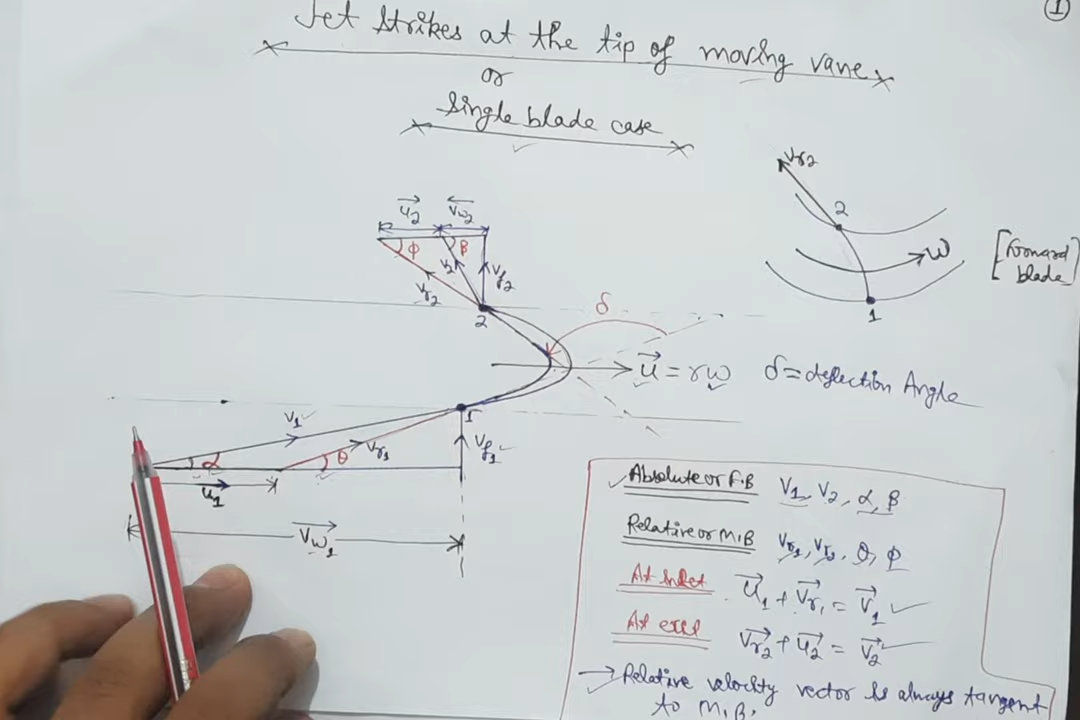 1
Jet strikes at the tip of moving vane
or
Single blade case
Vr2
2
ω
[Forward
blade]
1
u2 Vw2
φ β
V2 Vf2
Vr2
2
δ
u = rω δ = deflection Angle
1
V1
Vr1 Vf1
α θ
u1
Vw1
Absolute or F.B V1, V2, α, β
Relative or M.B Vr1, Vr2, θ, φ
At Inlet u1 + Vr1 = V1
At exit Vr2 + u2 = V2
→ Relative velocity vector is always tangent
to M.B.